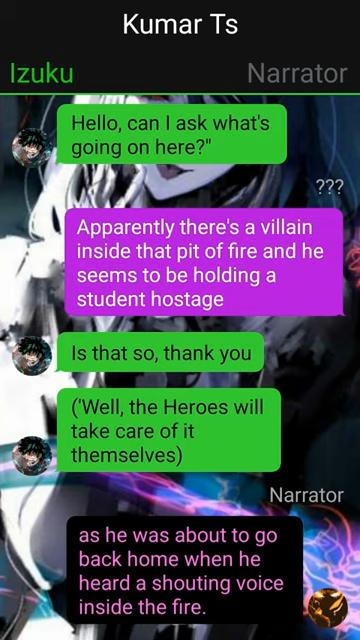 Kumar Ts
Izuku Narrator
Hello, can I ask what's
going on here?"
???
Apparently there's a villain
inside that pit of fire and he
seems to be holding a
student hostage
Is that so, thank you
('Well, the Heroes will
take care of it
themselves)
Narrator
as he was about to go
back home when he
heard a shouting voice
inside the fire.